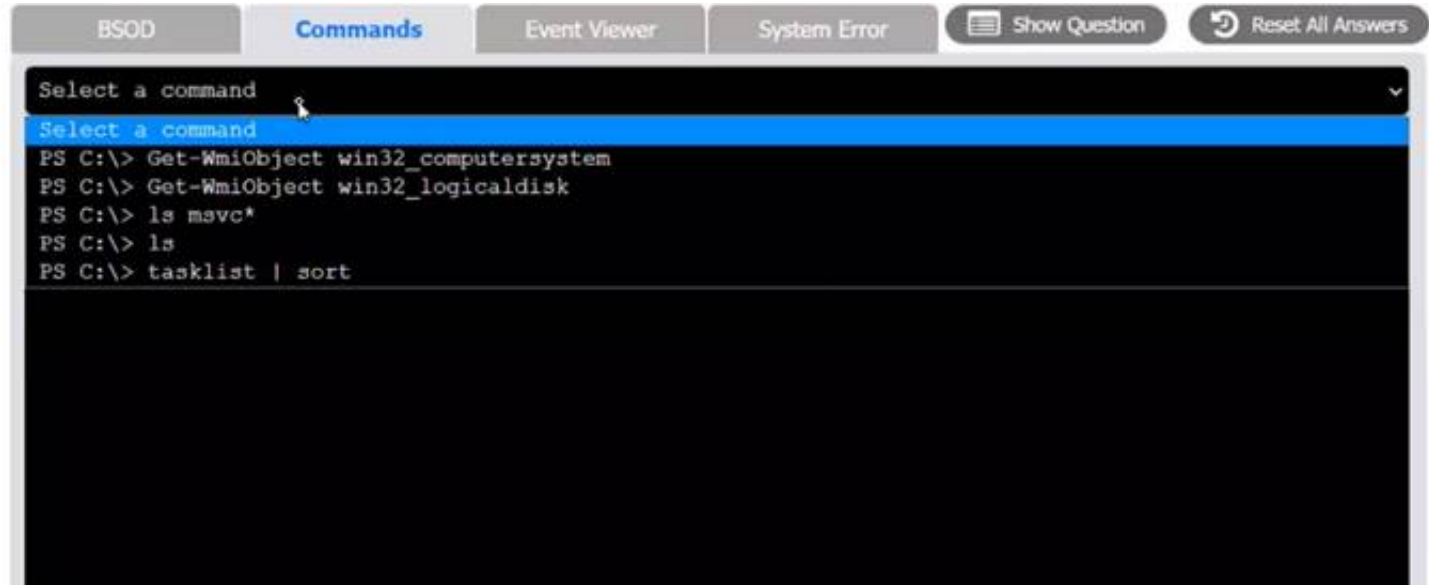 BSOD Commands Event Viewer System Error Show Question Reset All Answers
Select a command
Select a command
PS C:\> Get-WmiObject win32_computersystem
PS C:\> Get-WmiObject win32_logicaldisk
PS C:\> ls msvc*
PS C:\> ls
PS C:\> tasklist | sort